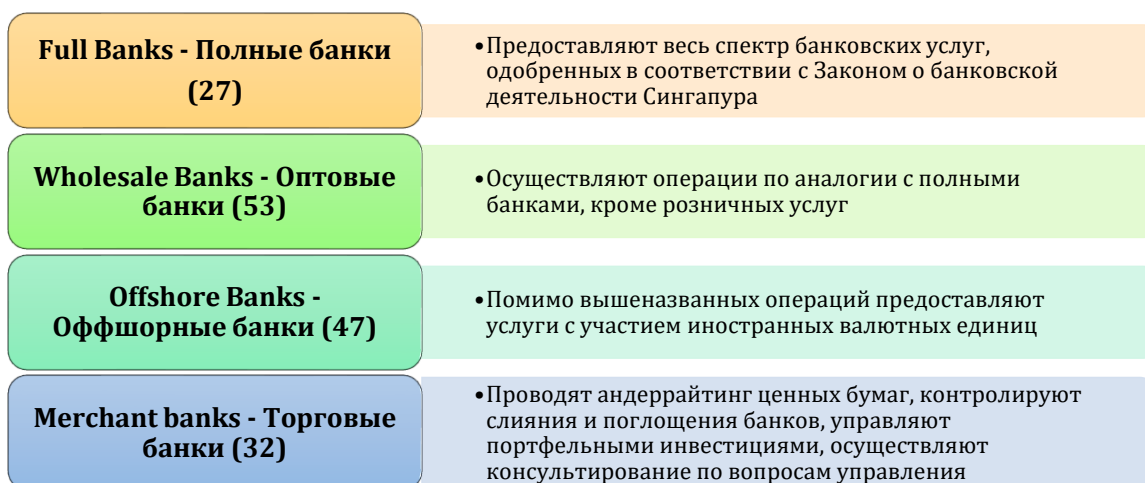 Full Banks - Полные банки
(27)
•Предоставляют весь спектр банковских услуг,
одобренных в соответствии с Законом о банковской
деятельности Сингапура
Wholesale Banks - Оптовые
банки (53)
•Осуществляют операции по аналогии с полными
банками, кроме розничных услуг
Offshore Banks -
Оффшорные банки (47)
•Помимо вышеназванных операций предоставляют
услуги с участием иностранных валютных единиц
Merchant banks - Торговые
банки (32)
•Проводят андеррайтинг ценных бумаг, контролируют
слияния и поглощения банков, управляют
портфельными инвестициями, осуществляют
консультирование по вопросам управления